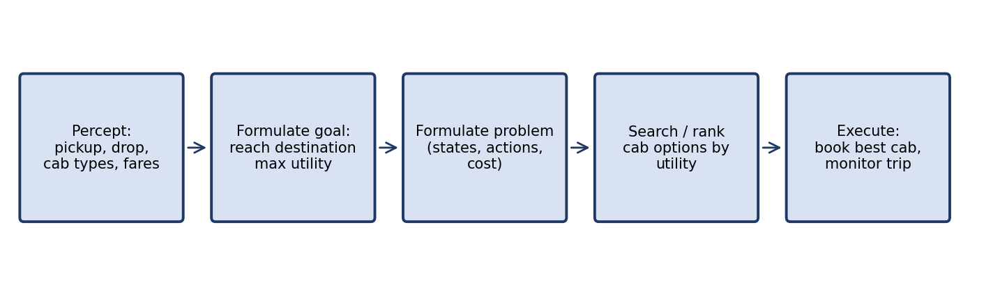 Percept:
pickup, drop,
cab types, fares
Formulate goal:
reach destination
max utility
Formulate problem
(states, actions,
cost)
Search / rank
cab options by
utility
Execute:
book best cab,
monitor trip